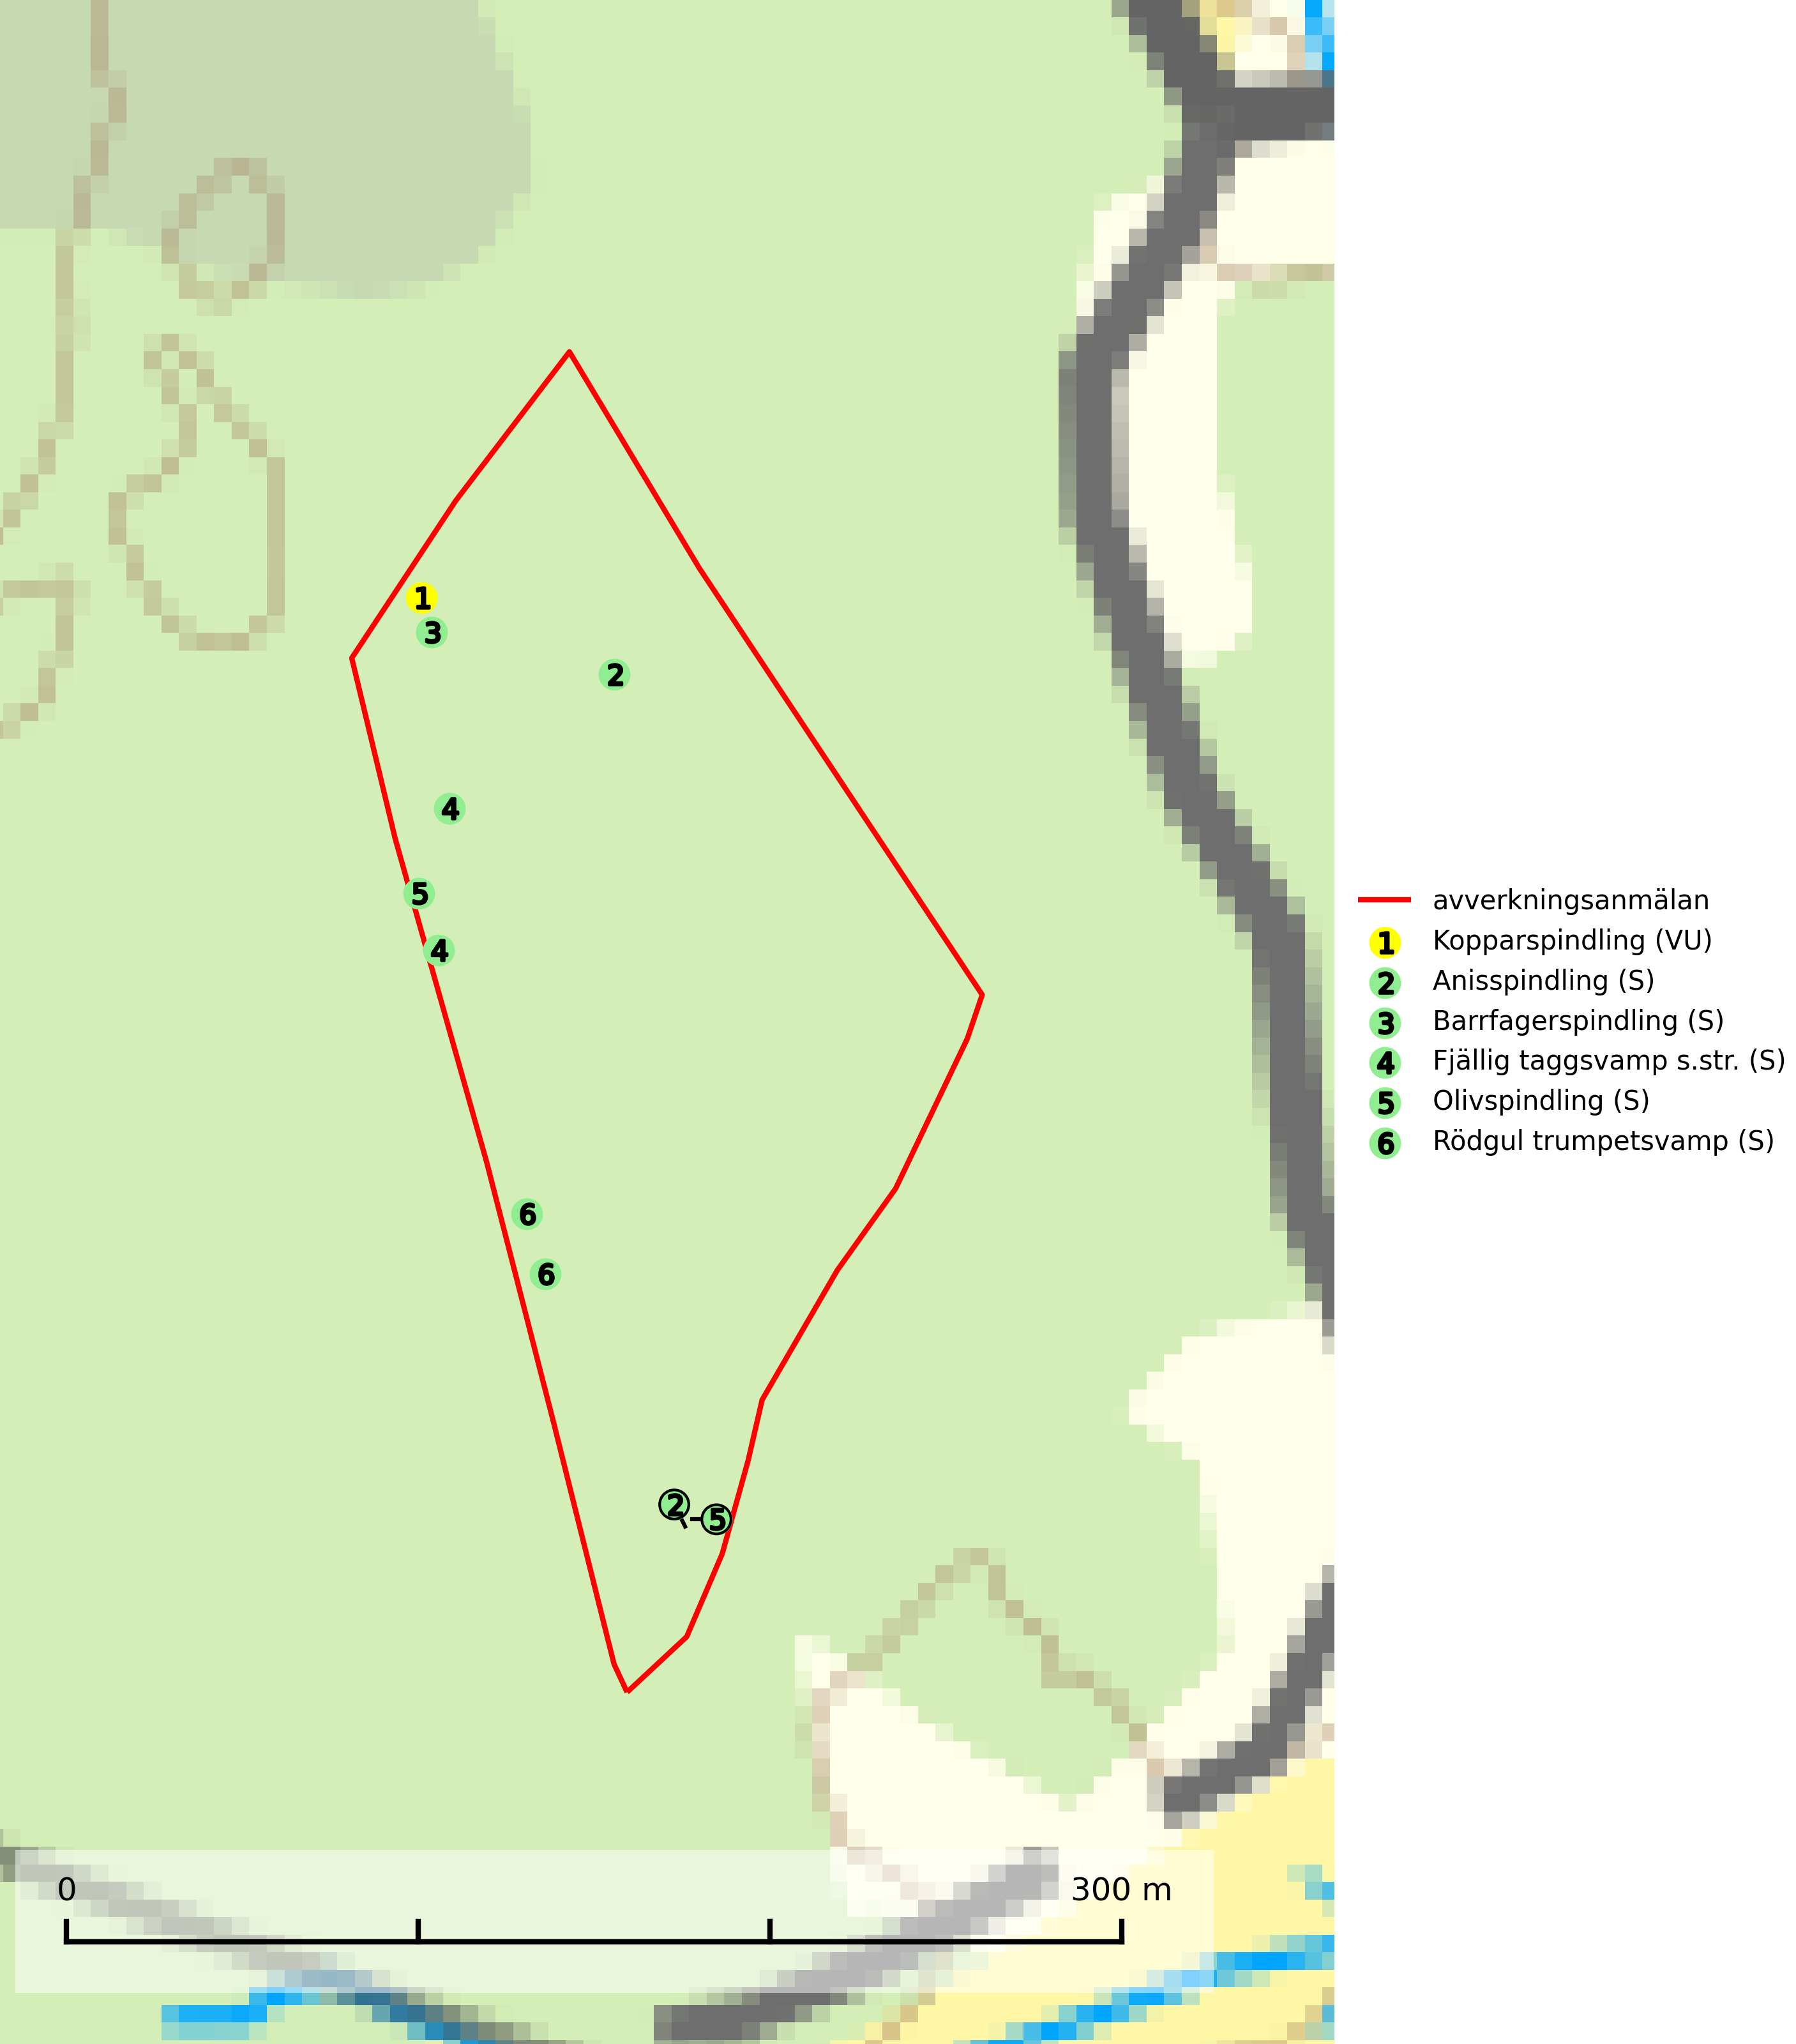 1
3
2
4
5
4
6
6
2
5
0
300 m
avverkningsanmälan
1 Kopparspindling (VU)
2 Anisspindling (S)
3 Barrfagerspindling (S)
4 Fjällig taggsvamp s.str. (S)
5 Olivspindling (S)
6 Rödgul trumpetsvamp (S)